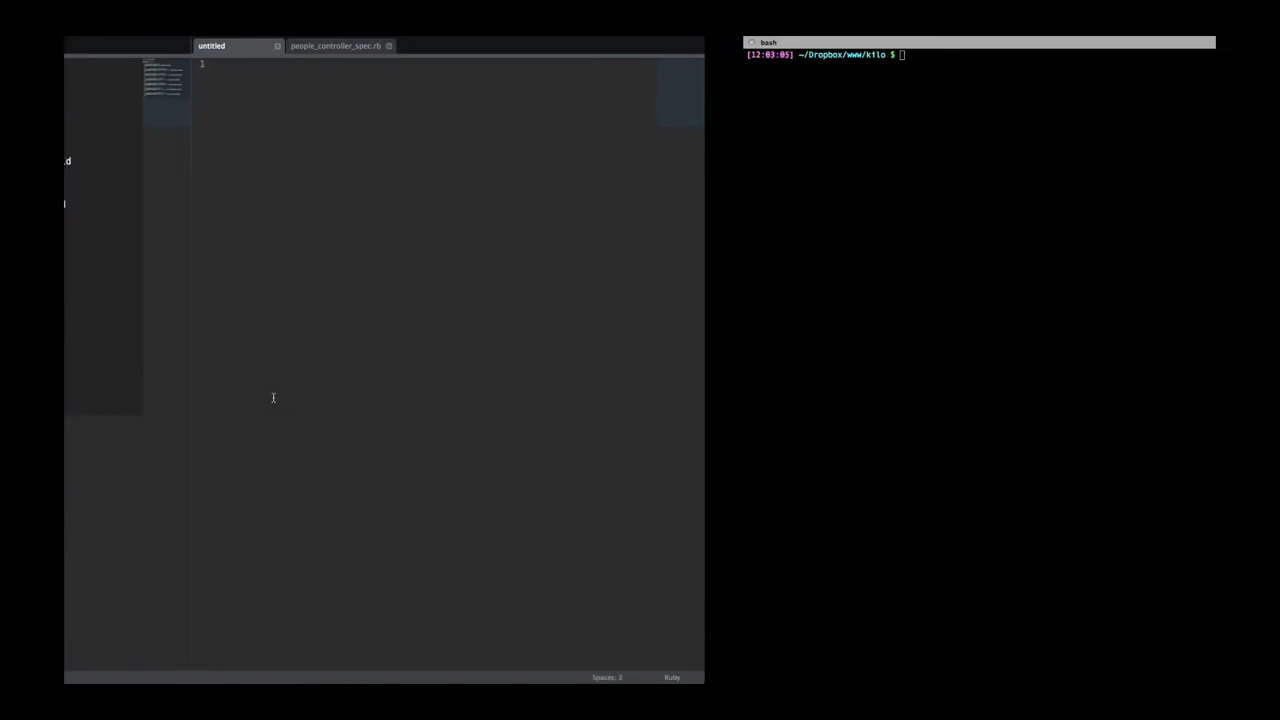 untitled
people_controller_spec.rb
1
.d
Spaces: 2
Ruby
bash
[12:03:05] ~/Dropbox/www/kilo $